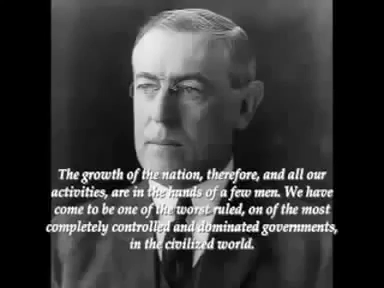 The growth of the nation, therefore, and all our
activities, are in the hands of a few men. We have
come to be one of the worst ruled, on of the most
completely controlled and dominated governments,
in the civilized world.